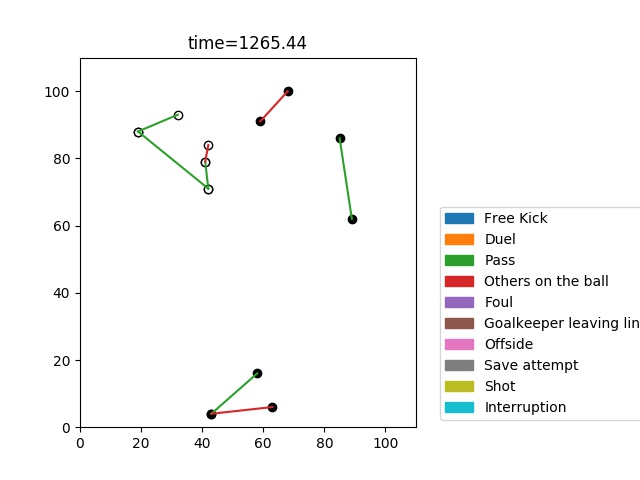 time=1265.44
100
80
60
40
20
0
0 20 40 60 80 100
Free Kick
Duel
Pass
Others on the ball
Foul
Goalkeeper leaving lin
Offside
Save attempt
Shot
Interruption